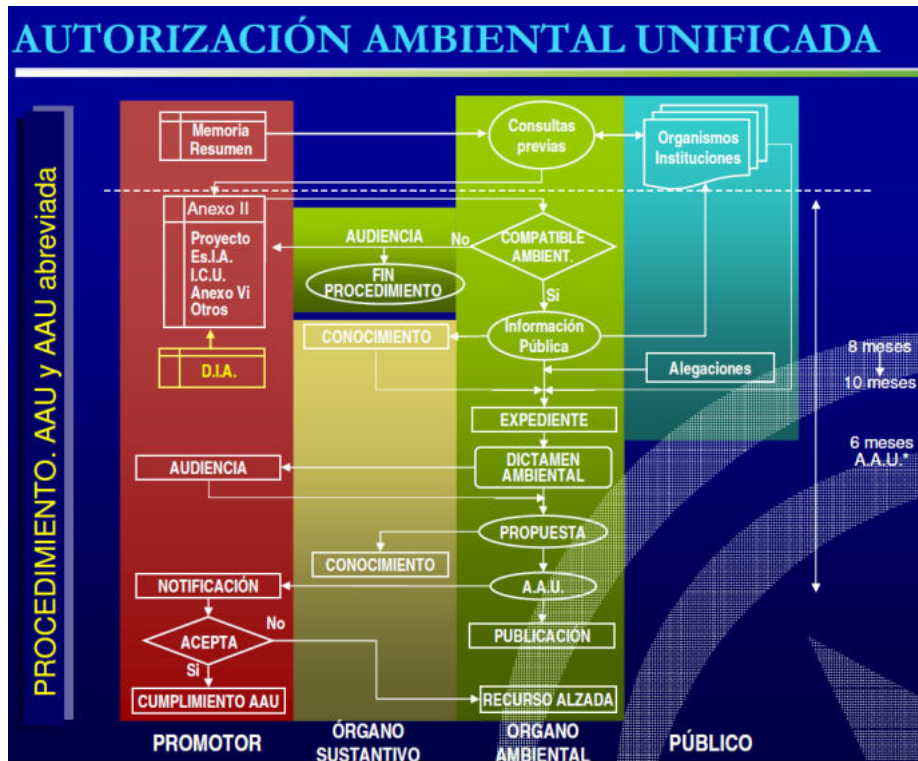 AUTORIZACIÓN AMBIENTAL UNIFICADA
PROCEDIMIENTO. AAU y AAU abreviada
Memoria
Resumen
Consultas
previas
Organismos
Instituciones
Anexo II
Proyecto
Es.I.A.
I.C.U.
Anexo Vi
Otros
AUDIENCIA
No
COMPATIBLE
AMBIENT.
FIN
PROCEDIMIENTO
Si
CONOCIMIENTO
Información
Pública
D.I.A.
Alegaciones
8 meses
10 meses
EXPEDIENTE
6 meses
A.A.U.*
AUDIENCIA
DICTAMEN
AMBIENTAL
PROPUESTA
CONOCIMIENTO
NOTIFICACIÓN
A.A.U.
No
ACEPTA
PUBLICACIÓN
Si
CUMPLIMIENTO AAU
RECURSO ALZADA
PROMOTOR
ÓRGANO
SUSTANTIVO
ORGANO
AMBIENTAL
PÚBLICO